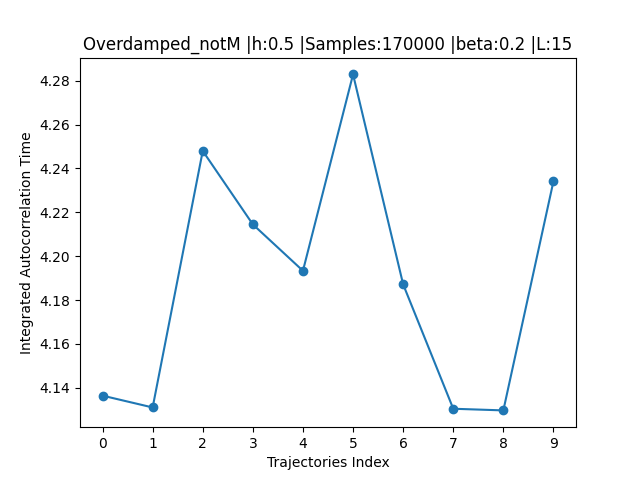 Overdamped_notM |h:0.5 |Samples:170000 |beta:0.2 |L:15
Integrated Autocorrelation Time
4.28
4.26
4.24
4.22
4.20
4.18
4.16
4.14
0 1 2 3 4 5 6 7 8 9
Trajectories Index